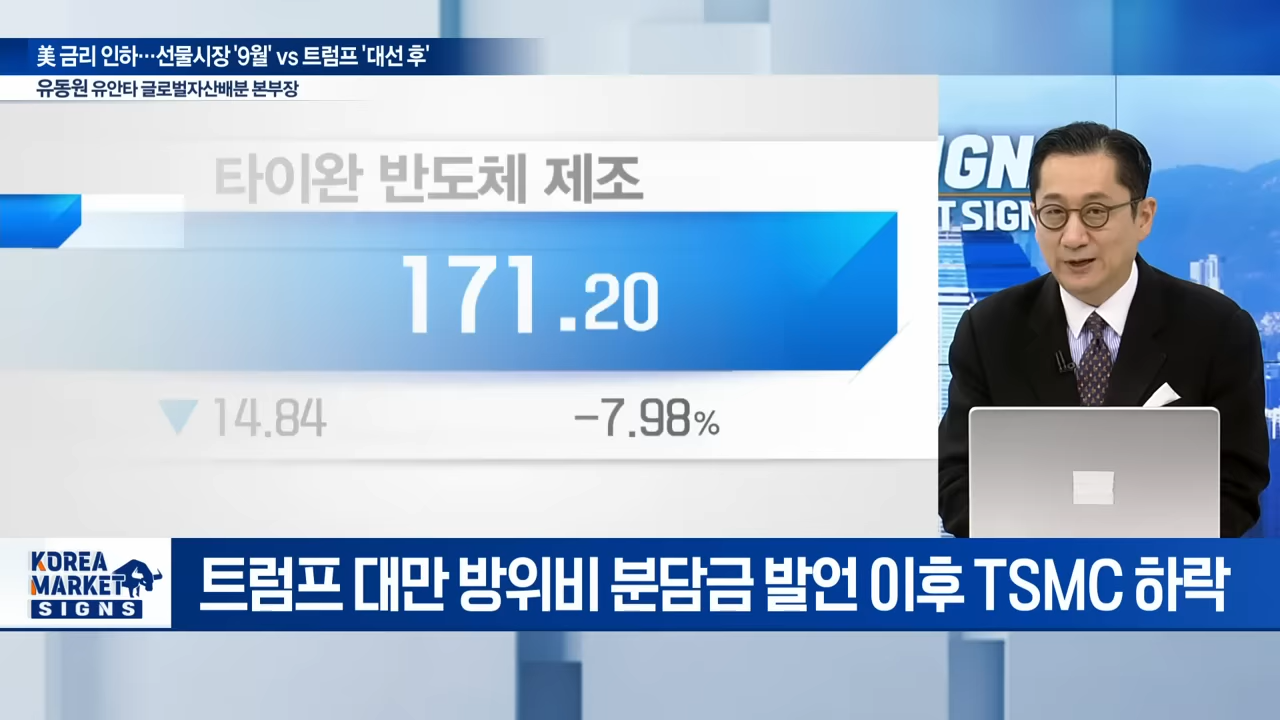 美 금리 인하…선물시장 '9월' vs 트럼프 '대선 후'
유동원 유안타 글로벌자산배분 본부장
타이완 반도체 제조
171.20
▼ 14.84 -7.98%
IGN
T SIGN
KOREA
MARKET
SIGNS
트럼프 대만 방위비 분담금 발언 이후 TSMC 하락